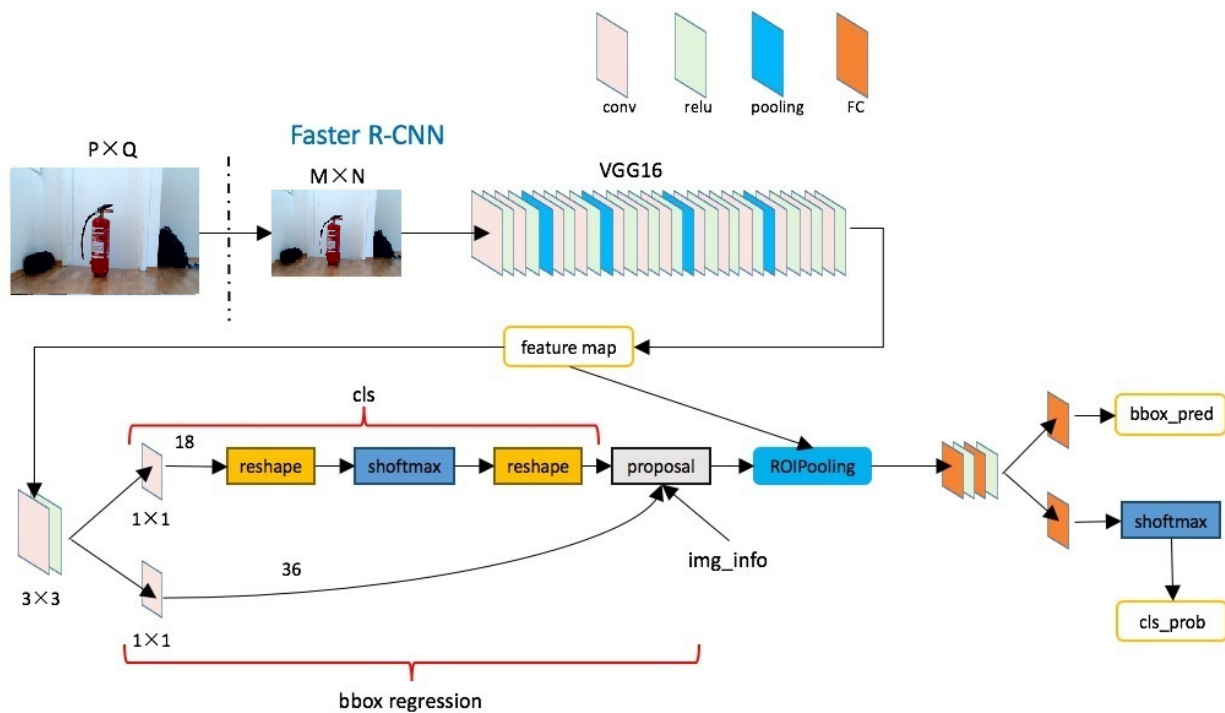 conv
relu
pooling
FC
Faster R-CNN
P×Q
M×N
VGG16
feature map
cls
18
reshape
shoftmax
reshape
proposal
ROIPooling
bbox_pred
1×1
shoftmax
img_info
36
3×3
1×1
cls_prob
bbox regression